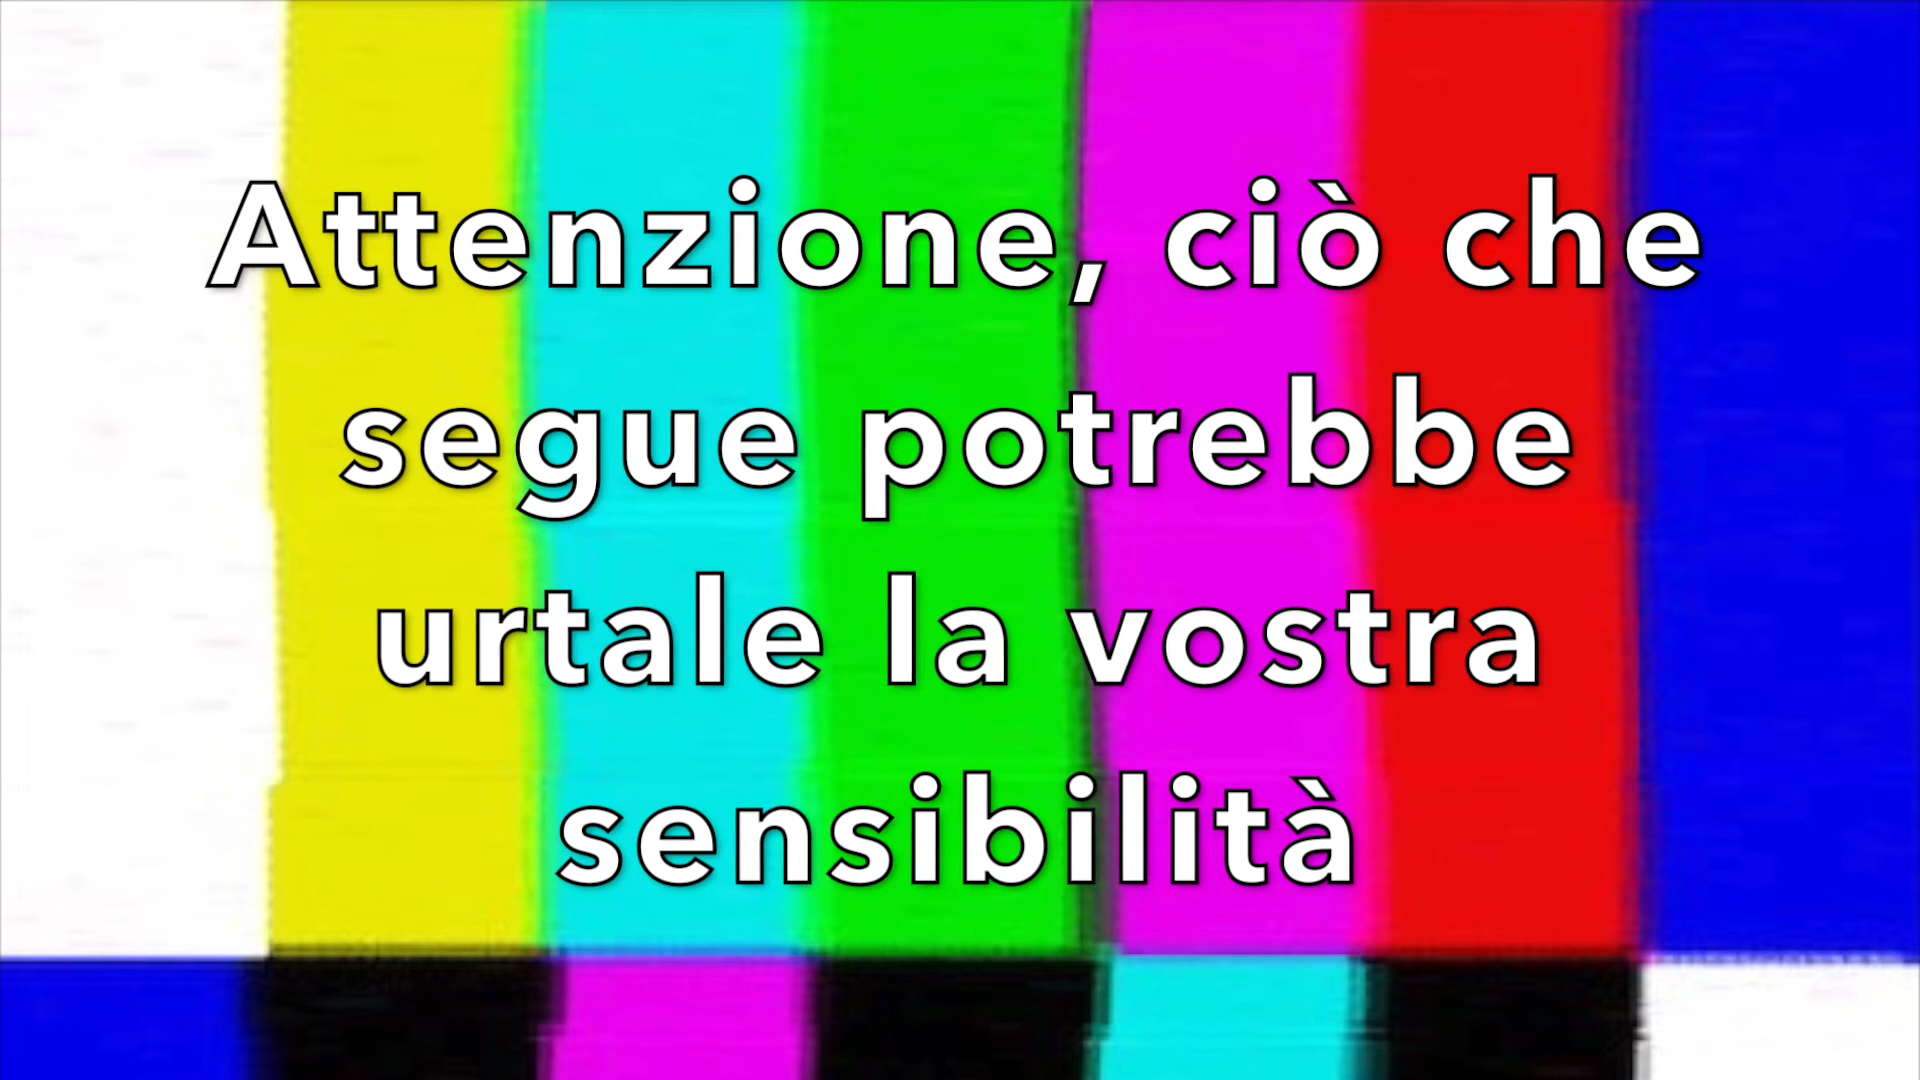 Attenzione, ciò che
segue potrebbe
urtale la vostra
sensibilità